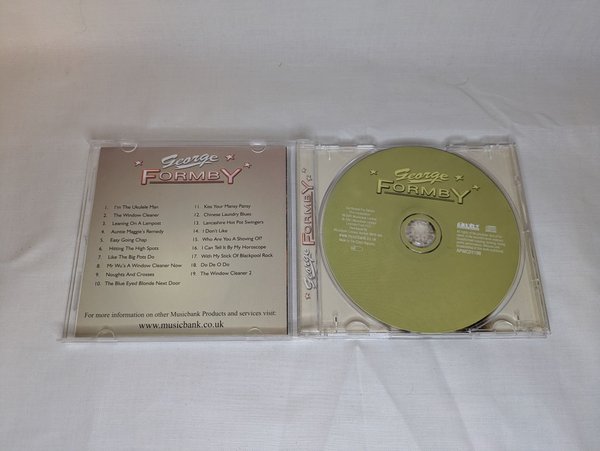 George
FORMBY
1. I'm The Ukulele Man
2. The Window Cleaner
3. Leaning On A Lampost
4. Auntie Maggie's Remedy
5. Easy Going Chap
6. Hitting The High Spots
7. Like The Big Pots Do
8. Mr Wu's A Window Cleaner Now
9. Noughts And Crosses
10. The Blue Eyed Blonde Next Door
11. Kiss Your Mansy Pansy
12. Chinese Laundry Blues
13. Lancashire Hot Pot Swingers
14. I Don't Like
15. Who Are You A Shoving Of?
16. I Can Tell It By My Horoscope
17. With My Stick Of Blackpool Rock
18. Do De O Do
19. The Window Cleaner 2
For more information on other Musicbank Products and services visit:
www.musicbank.co.uk
George FORMBY
George
FORMBY